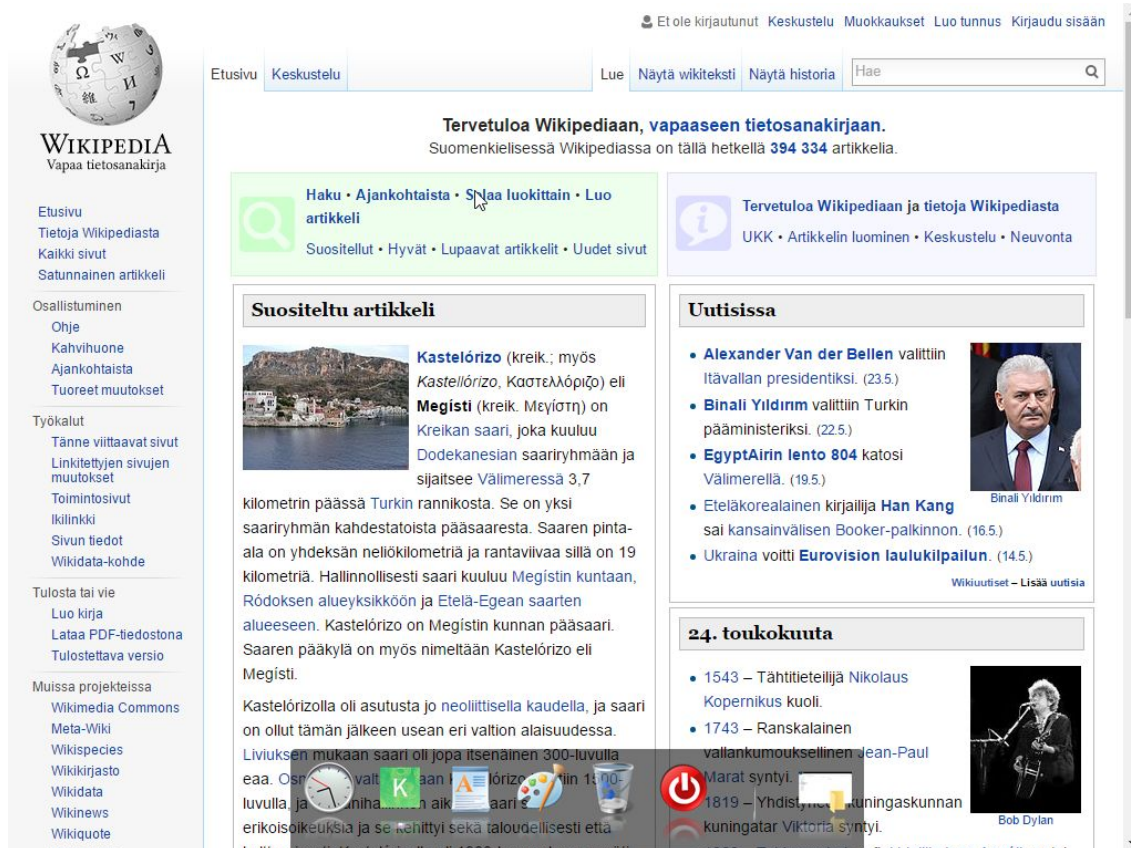 Et ole kirjautunut Keskustelu Muokkaukset Luo tunnus Kirjaudu sisään
Etusivu Keskustelu Lue Näytä wikiteksti Näytä historia Hae
WIKIPEDIA
Vapaa tietosanakirja
Etusivu
Tietoja Wikipediasta
Kaikki sivut
Satunnainen artikkeli
Osallistuminen
Ohje
Kahvihuone
Ajankohtaista
Tuoreet muutokset
Työkalut
Tänne viittaavat sivut
Linkitettyjen sivujen
muutokset
Toimintosivut
Ikilinkki
Sivun tiedot
Wikidata-kohde
Tulosta tai vie
Luo kirja
Lataa PDF-tiedostona
Tulostettava versio
Muissa projekteissa
Wikimedia Commons
Meta-Wiki
Wikispecies
Wikikirjasto
Wikidata
Wikinews
Wikiquote
Tervetuloa Wikipediaan, vapaaseen tietosanakirjaan.
Suomenkielisessä Wikipediassa on tällä hetkellä 394 334 artikkelia.
Haku • Ajankohtaista • Selaa luokittain • Luo
artikkeli
Suositellut • Hyvät • Lupaavat artikkelit • Uudet sivut
Tervetuloa Wikipediaan ja tietoja Wikipediasta
UKK • Artikkelin luominen • Keskustelu • Neuvonta
Suositeltu artikkeli
Kastelórizo (kreik.; myös
Kastellórizo, Καστελλόριζο) eli
Megísti (kreik. Μεγίστη) on
Kreikan saari, joka kuuluu
Dodekanesian saariryhmään ja
sijaitsee Välimeressä 3,7
kilometrin päässä Turkin rannikosta. Se on yksi
saariryhmän kahdestatoista pääsaaresta. Saaren pinta-
ala on yhdeksän neliökilometriä ja rantaviivaa sillä on 19
kilometriä. Hallinnollisesti saari kuuluu Megístin kuntaan,
Ródoksen alueyksikköön ja Etelä-Egean saarten
alueeseen. Kastelórizo on Megístin kunnan pääsaari.
Saaren pääkylä on myös nimeltään Kastelórizo eli
Megísti.
Kastelórizolla oli asutusta jo neoliittisella kaudella, ja saari
on ollut tämän jälkeen usean eri valtion alaisuudessa.
Liviuksen mukaan saari oli jopa itsenäinen 300-luvulla
eaa. 1500-
luvulla, ja
erikoisoikeuksia ja se kehittyi sekä taloudellisesti että
Uutisissa
• Alexander Van der Bellen valittiin
Itävallan presidentiksi. (23.5.)
• Binali Yıldırım valittiin Turkin
pääministeriksi. (22.5.)
• EgyptAirin lento 804 katosi
Välimerellä. (19.5.)
• Eteläkorealainen kirjailija Han Kang
sai kansainvälisen Booker-palkinnon. (16.5.)
• Ukraina voitti Eurovision laulukilpailun. (14.5.)
Binali Yıldırım
Wikiuutiset – Lisää uutisia
24. toukokuuta
• 1543 – Tähtitieteilijä Nikolaus
Kopernikus kuoli.
• 1743 – Ranskalainen
vallankumouksellinen Jean-Paul
Marat syntyi.
1819 – Yhdistyneen kuningaskunnan
kuningatar Viktoria syntyi.
Bob Dylan
K
A